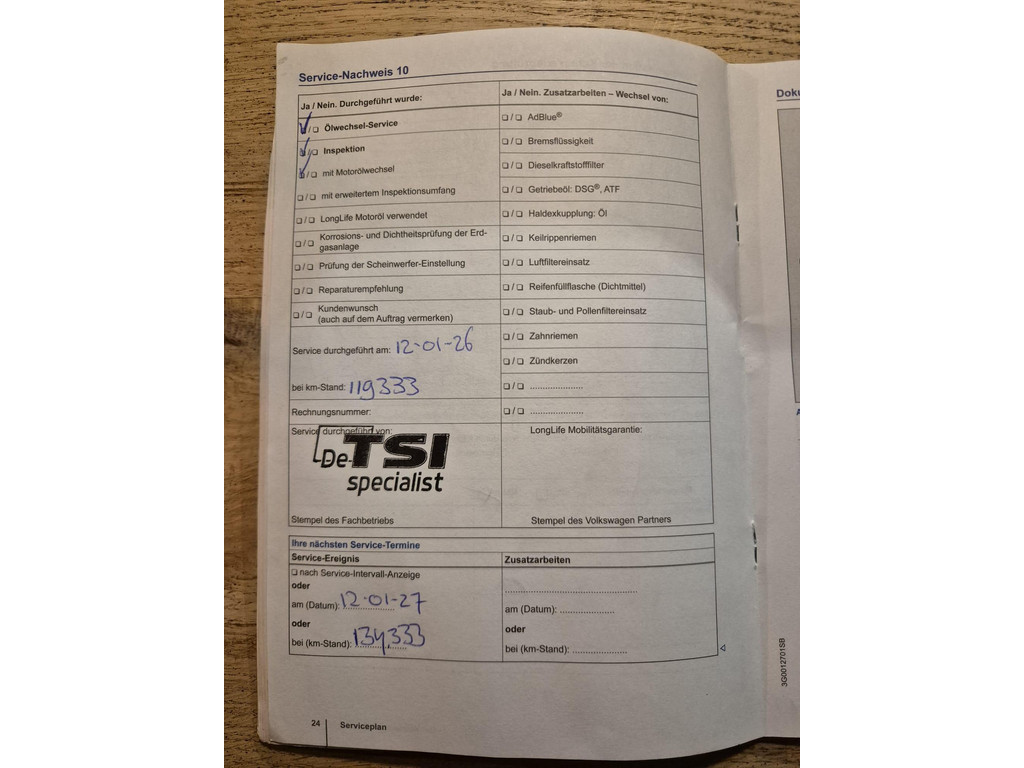 Service-Nachweis 10
Ja / Nein. Durchgeführt wurde:
❑/❑ Ölwechsel-Service
❑/❑ Inspektion
❑/❑ mit Motorölwechsel
❑/❑ mit erweitertem Inspektionsumfang
❑/❑ LongLife Motoröl verwendet
❑/❑ Korrosions- und Dichtheitsprüfung der Erd-
gasanlage
❑/❑ Prüfung der Scheinwerfer-Einstellung
❑/❑ Reparaturempfehlung
❑/❑ Kundenwunsch
(auch auf dem Auftrag vermerken)
Service durchgeführt am: 12-01-26
bei km-Stand: 119333
Rechnungsnummer:
Service durchgeführt von:
De TSI
specialist
Stempel des Fachbetriebs
Ja / Nein. Zusatzarbeiten – Wechsel von:
❑/❑ AdBlue®
❑/❑ Bremsflüssigkeit
❑/❑ Dieselkraftstofffilter
❑/❑ Getriebeöl: DSG®, ATF
❑/❑ Haldexkupplung: Öl
❑/❑ Keilrippenriemen
❑/❑ Luftfiltereinsatz
❑/❑ Reifenfüllflasche (Dichtmittel)
❑/❑ Staub- und Pollenfiltereinsatz
❑/❑ Zahnriemen
❑/❑ Zündkerzen
❑/❑ .....................
❑/❑ .....................
LongLife Mobilitätsgarantie:
Stempel des Volkswagen Partners
Ihre nächsten Service-Termine
Service-Ereignis
❑ nach Service-Intervall-Anzeige
oder
am (Datum): 12-01-27
oder
bei (km-Stand): 134,333
Zusatzarbeiten
am (Datum): .....................
oder
bei (km-Stand): .....................
24
Serviceplan
Doku
3G0012701SB